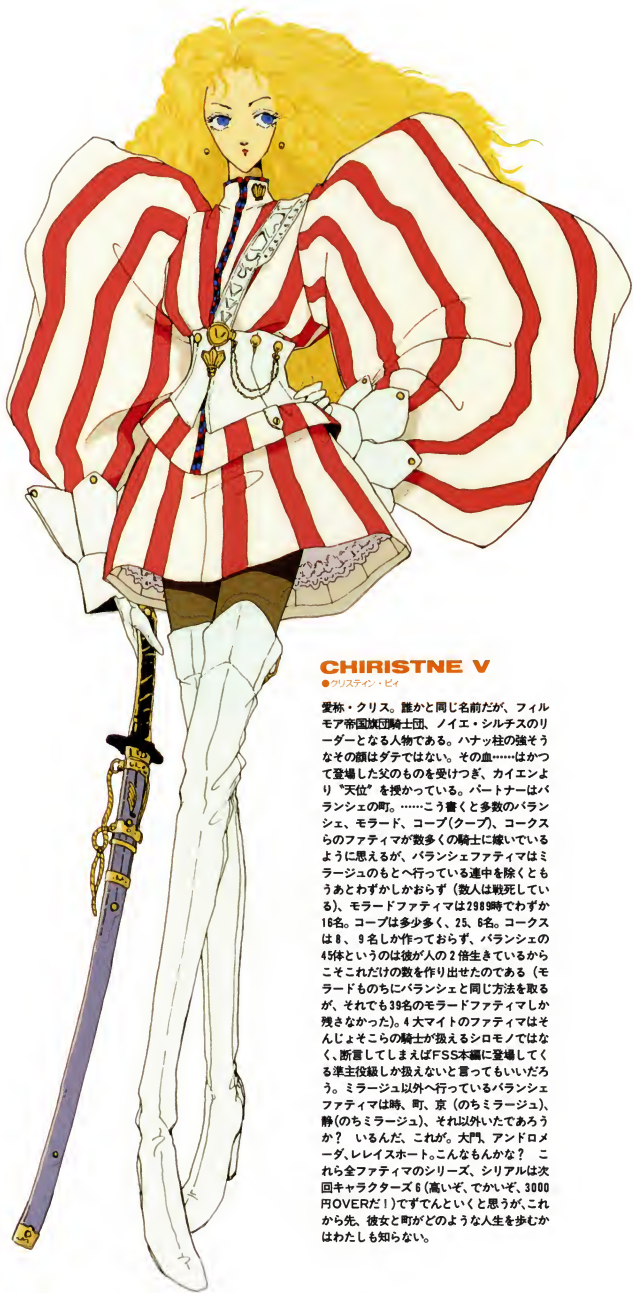 CHIRISTNE V
●クリスティン・ビィ
愛称・クリス。誰かと同じ名前だが、フィル
モア帝国旗団騎士団、ノイエ・シルチスのリ
ーダーとなる人物である。ハナッ柱の強そう
なその顔はダテではない。その血……はかつ
て登場した父のものを受けつぎ、カイエンよ
り〝天位〟を授かっている。パートナーはバ
ランシェの町。……こう書くと多数のバラン
シェ、モラード、コープ(クープ)、コークス
らのファティマが数多くの騎士に嫁いでいる
ように思えるが、バランシェファティマはミ
ラージュのもとへ行っている連中を除くとも
うあとわずかしかおらず (数人は戦死してい
る)、モラードファティマは2989時でわずか
16名。コープは多少多く、25、6名。コークス
は8、9名しか作っておらず、バランシェの
45体というのは彼が人の2倍生きているから
こそこれだけの数を作り出せたのである (モ
ラードものちにバランシェと同じ方法を取る
が、それでも39名のモラードファティマしか
残さなかった)。4大マイトのファティマはそ
んじょそこらの騎士が扱えるシロモノではな
く、断言してしまえばFSS本編に登場してく
る準主役級しか扱えないと言ってもいいだろ
う。ミラージュ以外へ行っているバランシェ
ファティマは時、町、京 (のちミラージュ)、
静(のちミラージュ)、それ以外いたであろう
か? いるんだ、これが。大門、アンドロメ
ーダ、レレイスホート。こんなもんかな? こ
れら全ファティマのシリーズ、シリアルは次
回キャラクターズ6(高いぞ、でかいぞ、3000
円OVERだ!)でずでんといくと思うが、これ
から先、彼女と町がどのような人生を歩むか
はわたしも知らない。